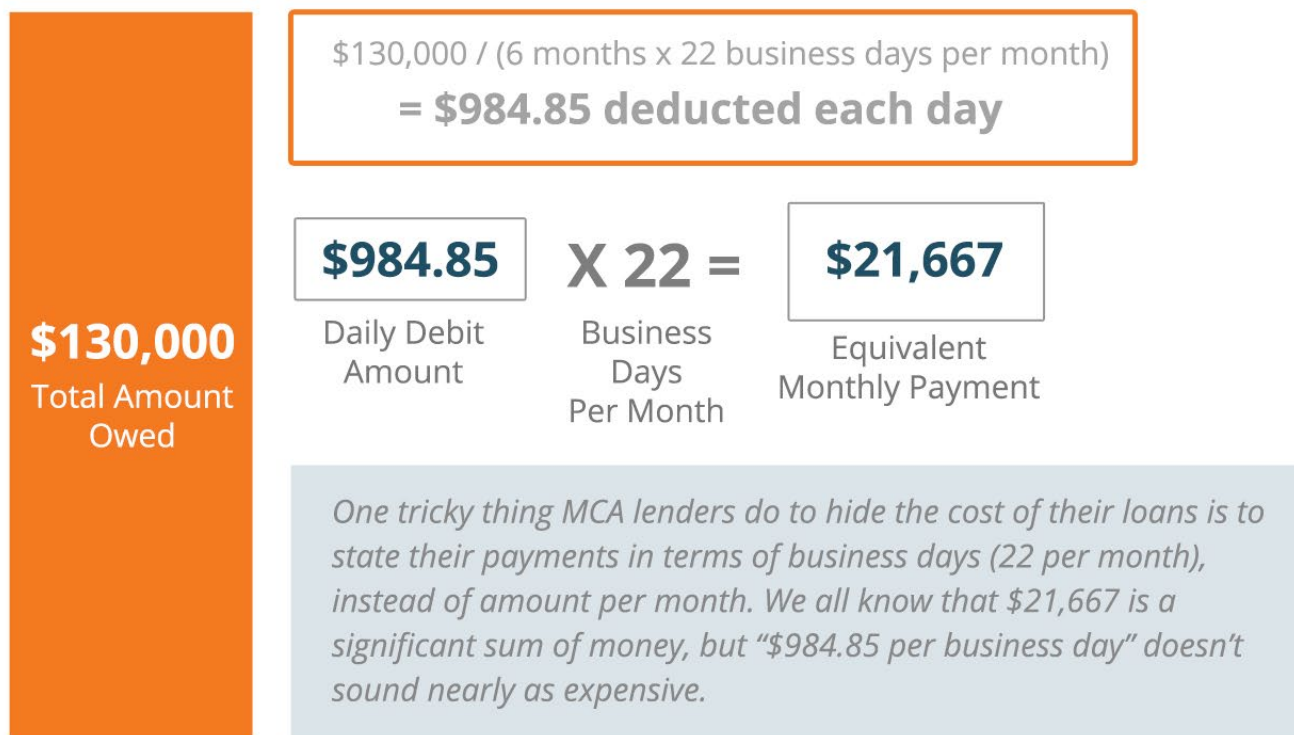 $130,000 / (6 months x 22 business days per month)
= $984.85 deducted each day
$984.85
X 22 =
$21,667
Daily Debit
Amount
Business
Days
Per Month
Equivalent
Monthly Payment
$130,000
Total Amount
Owed
One tricky thing MCA lenders do to hide the cost of their loans is to
state their payments in terms of business days (22 per month),
instead of amount per month. We all know that $21,667 is a
significant sum of money, but “$984.85 per business day” doesn’t
sound nearly as expensive.